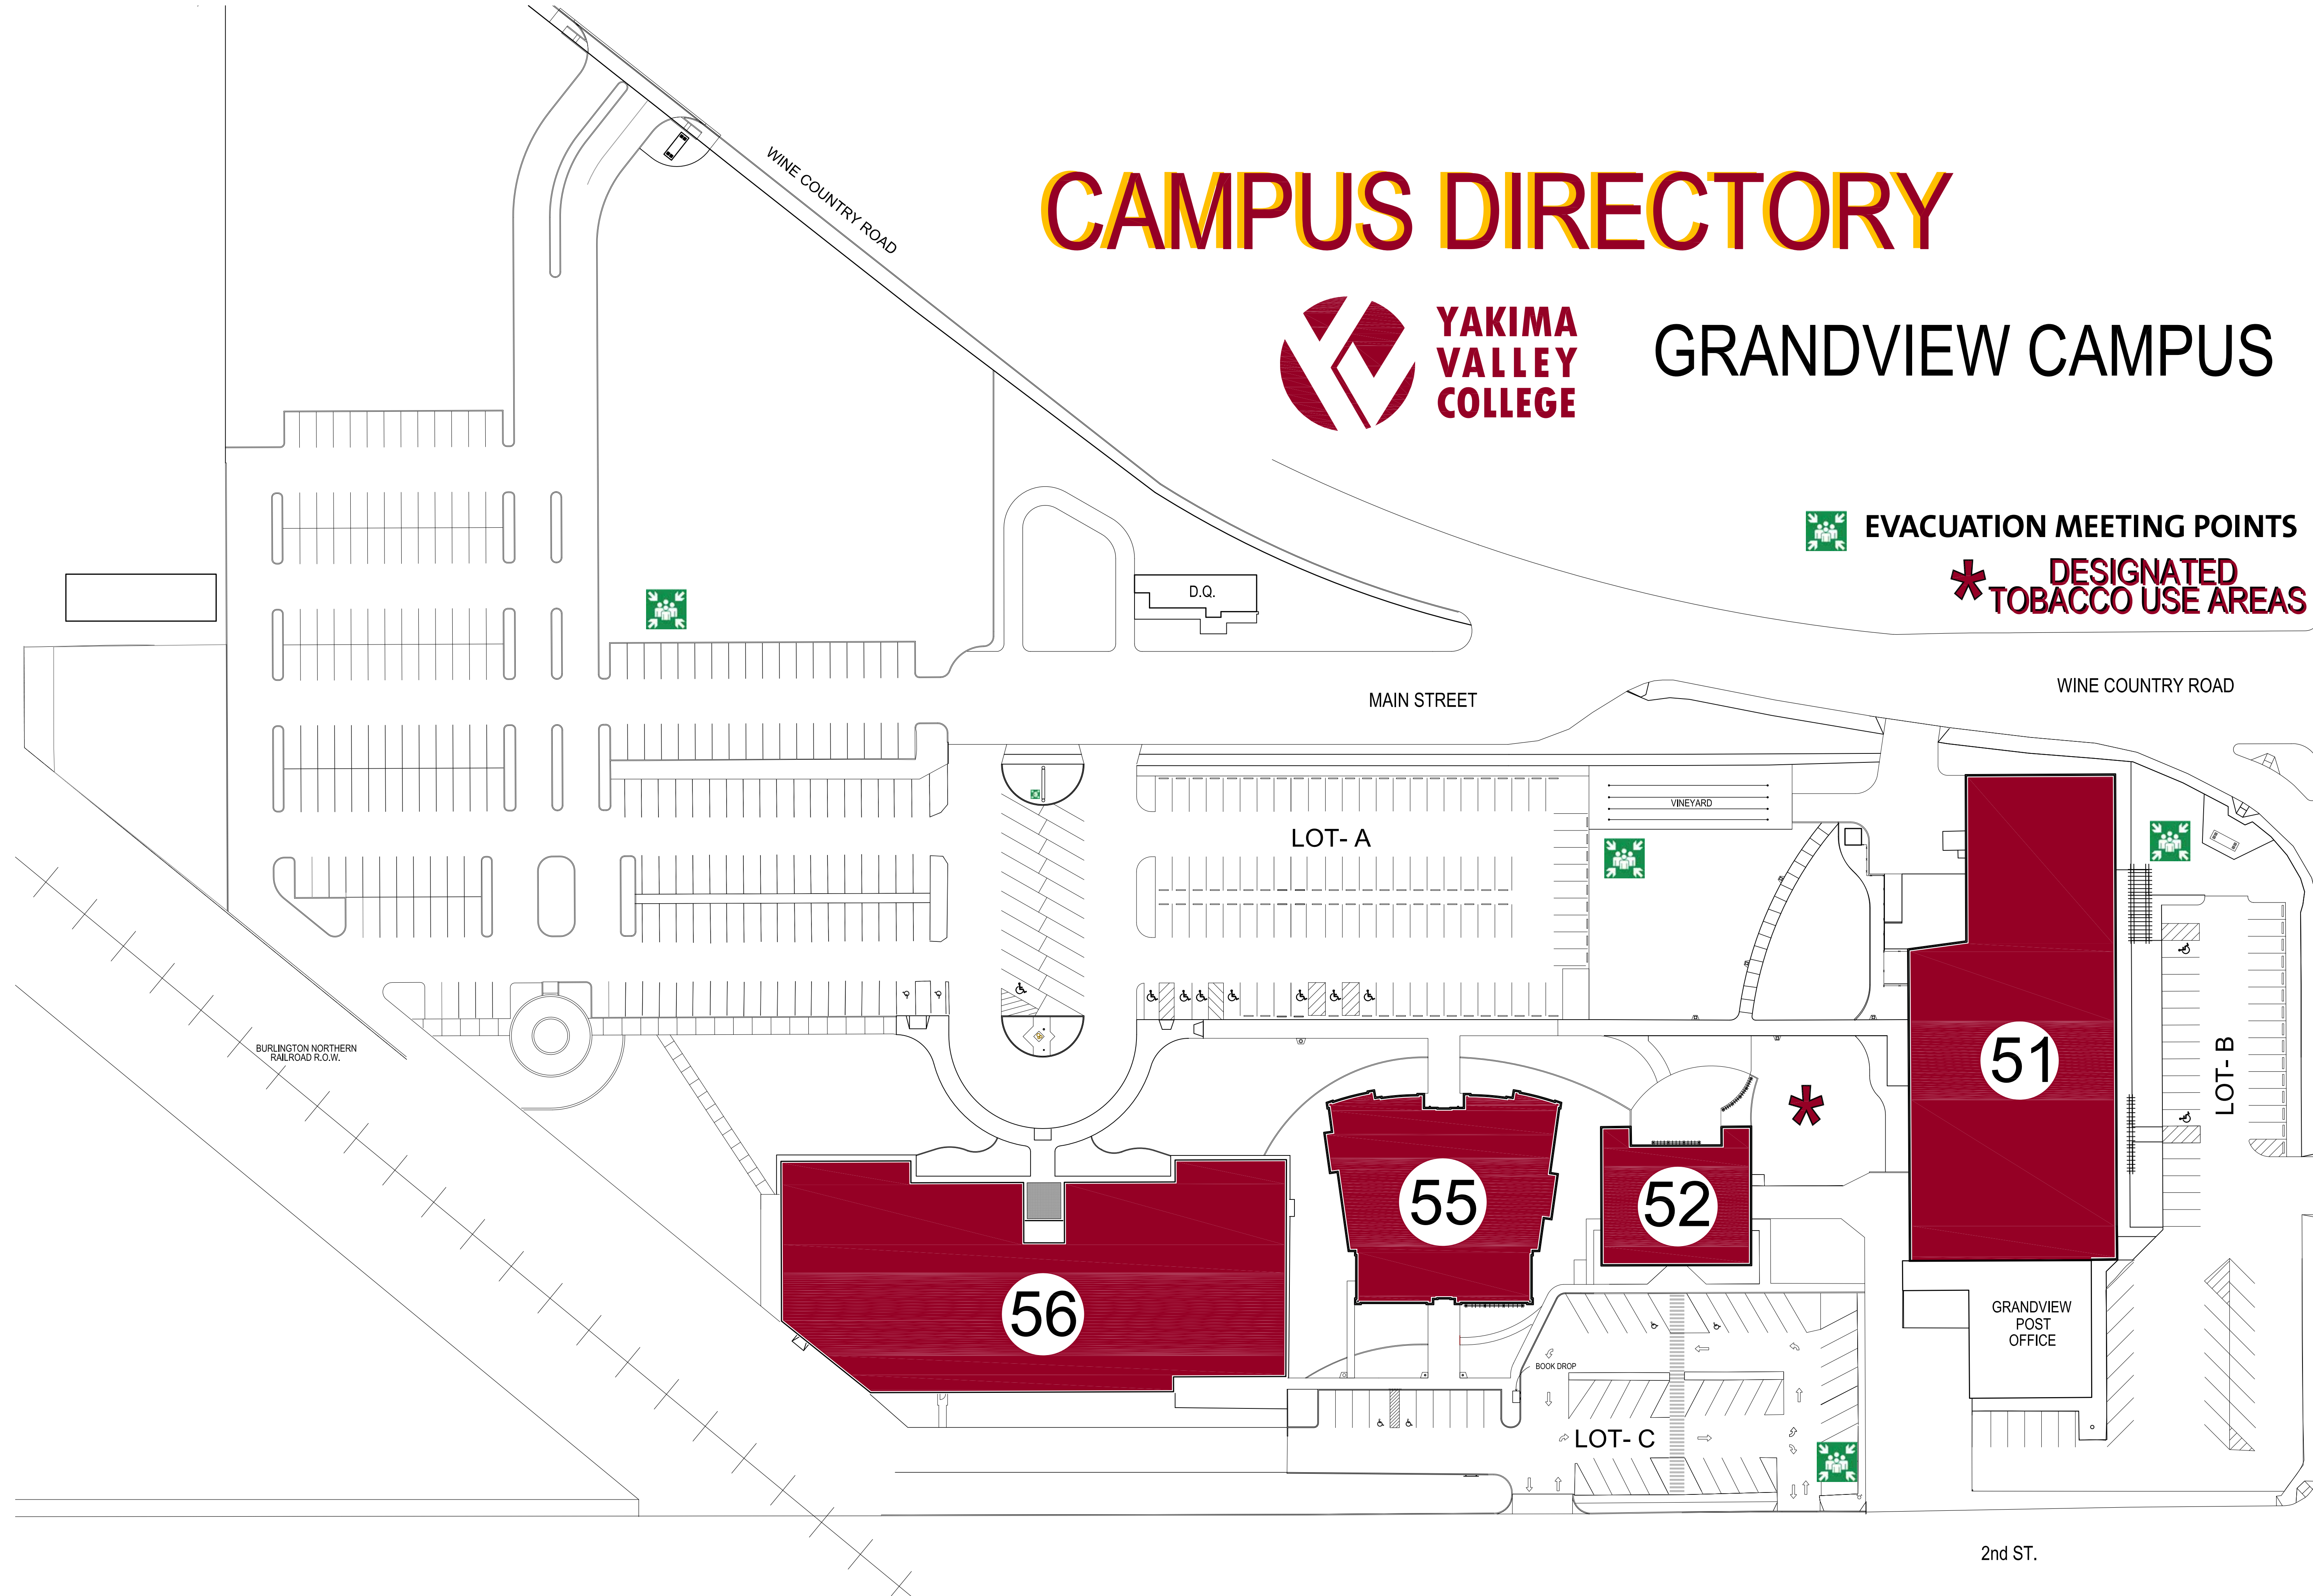 CAMPUS DIRECTORY
WINE COUNTRY ROAD
YAKIMA
VALLEY
COLLEGE
GRANDVIEW CAMPUS
EVACUATION MEETING POINTS
* DESIGNATED
TOBACCO USE AREAS
D.Q.
MAIN STREET
WINE COUNTRY ROAD
VINEYARD
LOT- A
BURLINGTON NORTHERN
RAILROAD R.O.W.
51
LOT- B
*
55
52
56
GRANDVIEW
POST
OFFICE
BOOK DROP
LOT- C
2nd ST.